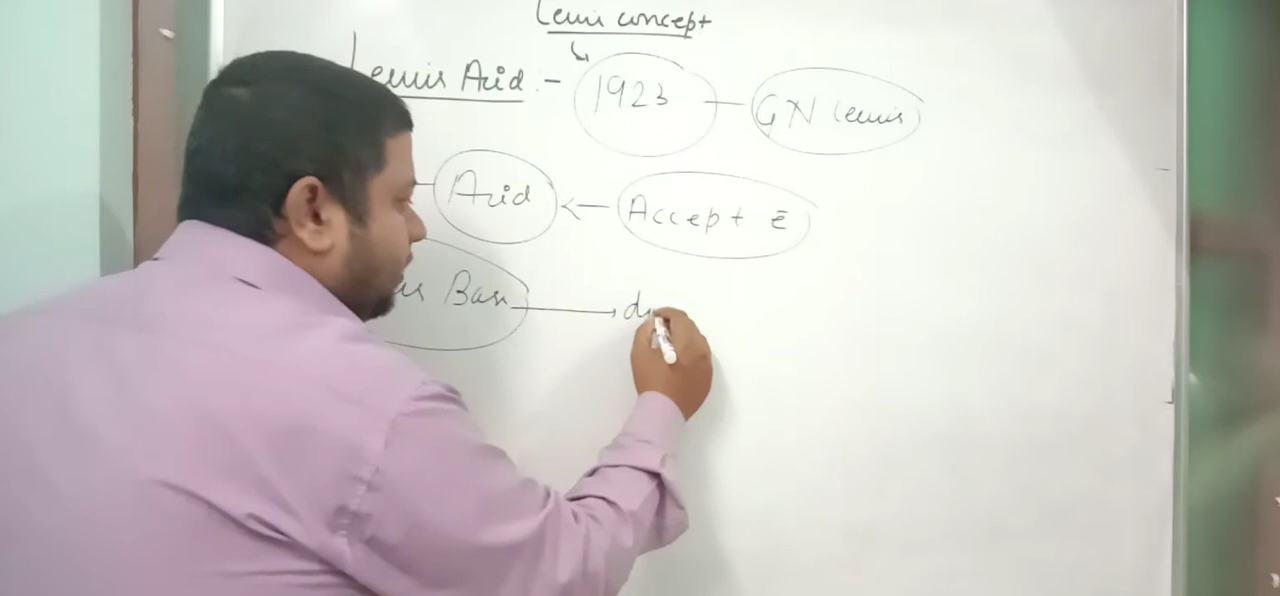 Lewis concept
Lewis Acid :- 1923 — G N Lewis
Acid <— Accept ē
Base → d